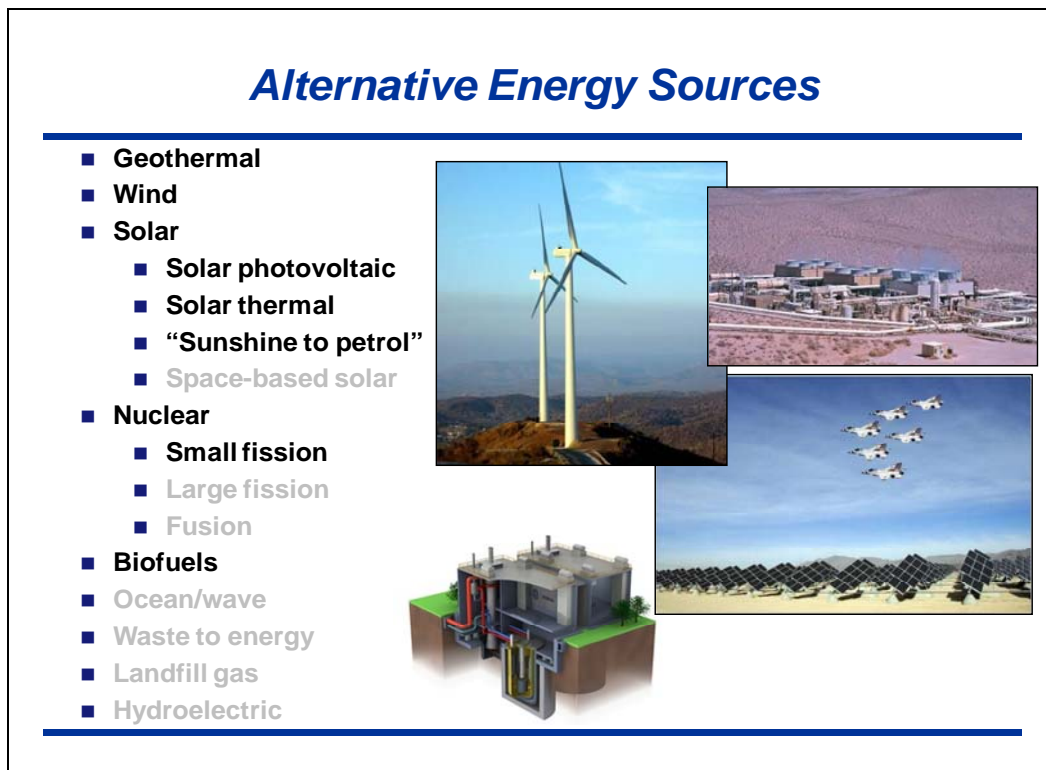 Alternative Energy Sources
Geothermal
Wind
Solar
Solar photovoltaic
Solar thermal
“Sunshine to petrol”
Space-based solar
Nuclear
Small fission
Large fission
Fusion
Biofuels
Ocean/wave
Waste to energy
Landfill gas
Hydroelectric